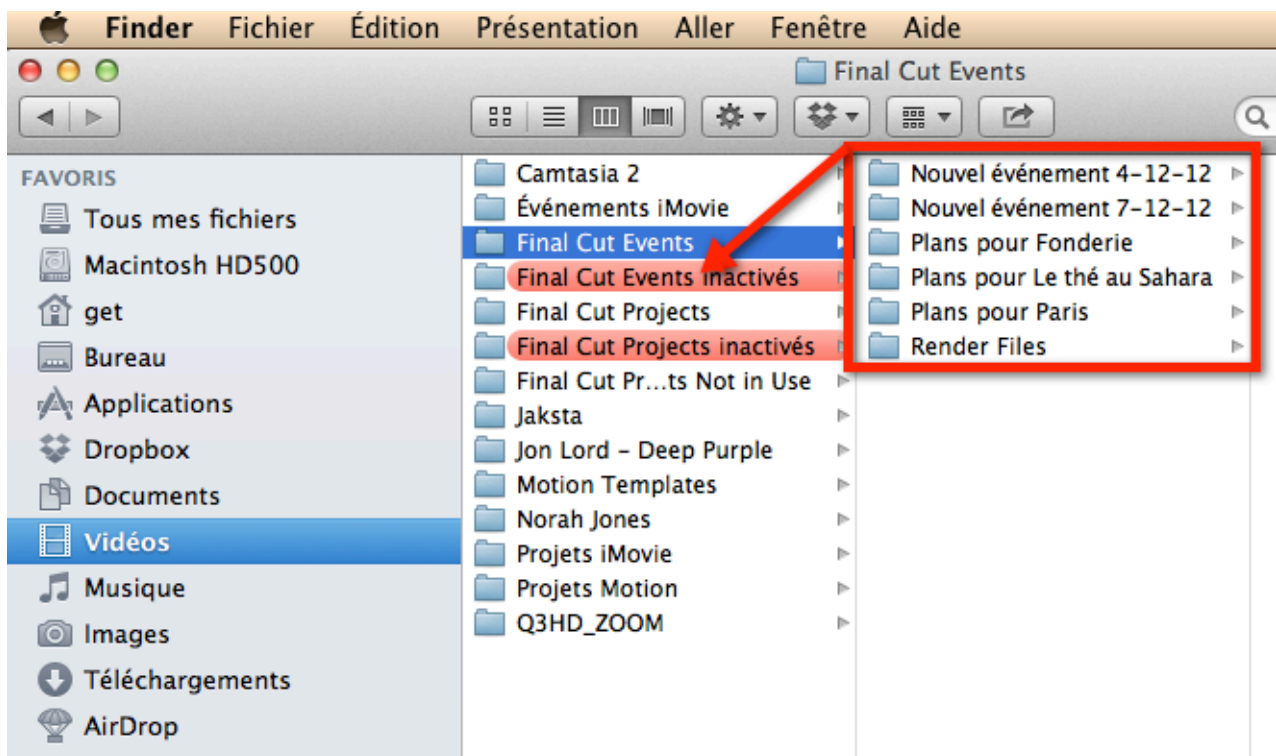 Finder Fichier Édition Présentation Aller Fenêtre Aide
Final Cut Events
FAVORIS
Tous mes fichiers
Macintosh HD500
get
Bureau
Applications
Dropbox
Documents
Vidéos
Musique
Images
Téléchargements
AirDrop
Camtasia 2
Événements iMovie
Final Cut Events
Final Cut Events inactivés
Final Cut Projects
Final Cut Projects inactivés
Final Cut Pr...ts Not in Use
Jaksta
Jon Lord – Deep Purple
Motion Templates
Norah Jones
Projets iMovie
Projets Motion
Q3HD_ZOOM
Nouvel événement 4-12-12
Nouvel événement 7-12-12
Plans pour Fonderie
Plans pour Le thé au Sahara
Plans pour Paris
Render Files